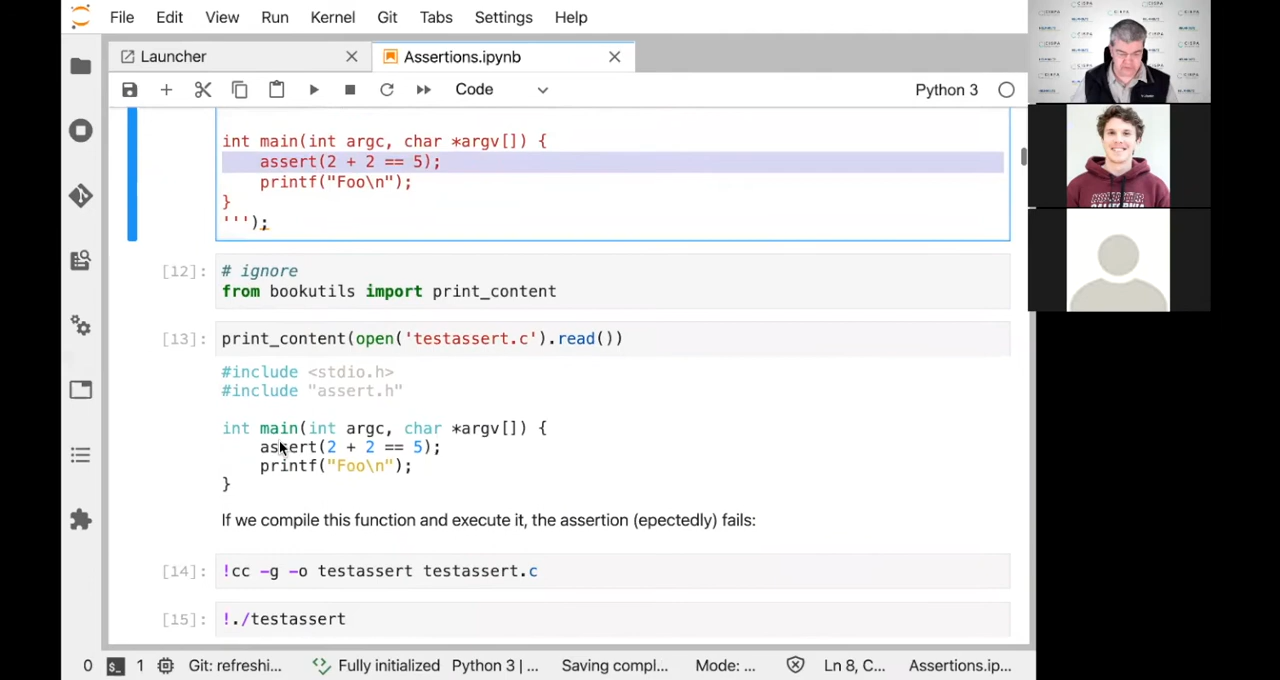 File Edit View Run Kernel Git Tabs Settings Help
Launcher
Assertions.ipynb
Code
Python 3
int main(int argc, char *argv[]) {
assert(2 + 2 == 5);
printf("Foo\n");
}
''');
[12]:
# ignore
from bookutils import print_content
[13]:
print_content(open('testassert.c').read())
#include <stdio.h>
#include "assert.h"
int main(int argc, char *argv[]) {
assert(2 + 2 == 5);
printf("Foo\n");
}
If we compile this function and execute it, the assertion (epectedly) fails:
[14]:
!cc -g -o testassert testassert.c
[15]:
!./testassert
0 1 Git: refreshi... Fully initialized Python 3 | ... Saving compl... Mode: ... Ln 8, C... Assertions.ip...
CISPA
CALIFORNIA